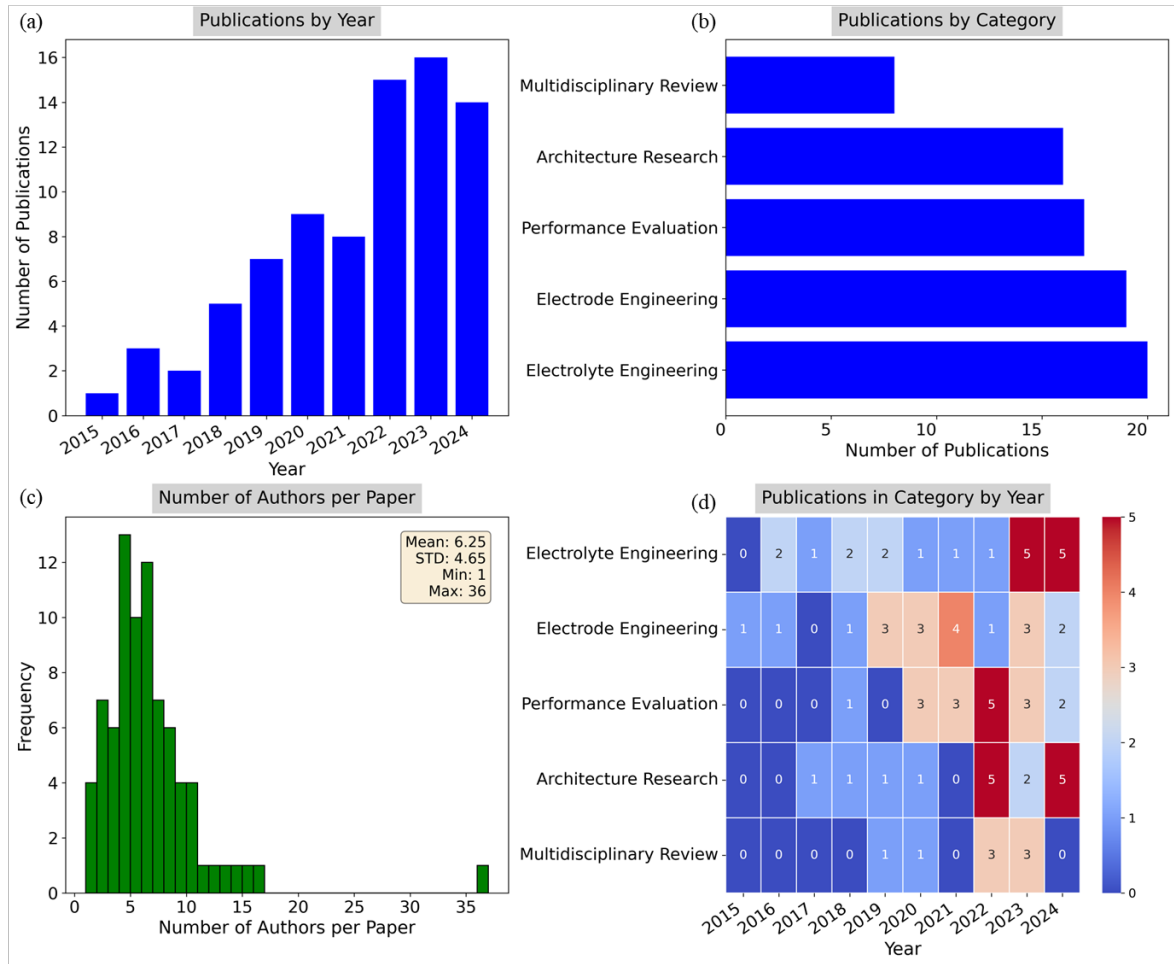 (a)
Publications by Year
16
14
12
10
8
6
4
2
0
Number of Publications
2015
2016
2017
2018
2019
2020
2021
2022
2023
2024
Year
(b)
Publications by Category
Multidisciplinary Review
Architecture Research
Performance Evaluation
Electrode Engineering
Electrolyte Engineering
0 5 10 15 20
Number of Publications
(c)
Number of Authors per Paper
Mean: 6.25
STD: 4.65
Min: 1
Max: 36
12
10
8
6
4
2
0
Frequency
0 5 10 15 20 25 30 35
Number of Authors per Paper
(d)
Publications in Category by Year
Electrolyte Engineering 0 2 1 2 2 1 1 1 5 5
Electrode Engineering 1 1 0 1 3 3 4 1 3 2
Performance Evaluation 0 0 0 1 0 3 3 5 3 2
Architecture Research 0 0 1 1 1 1 0 5 2 5
Multidisciplinary Review 0 0 0 0 1 1 0 3 3 0
2015
2016
2017
2018
2019
2020
2021
2022
2023
2024
Year
5
4
3
2
1
0